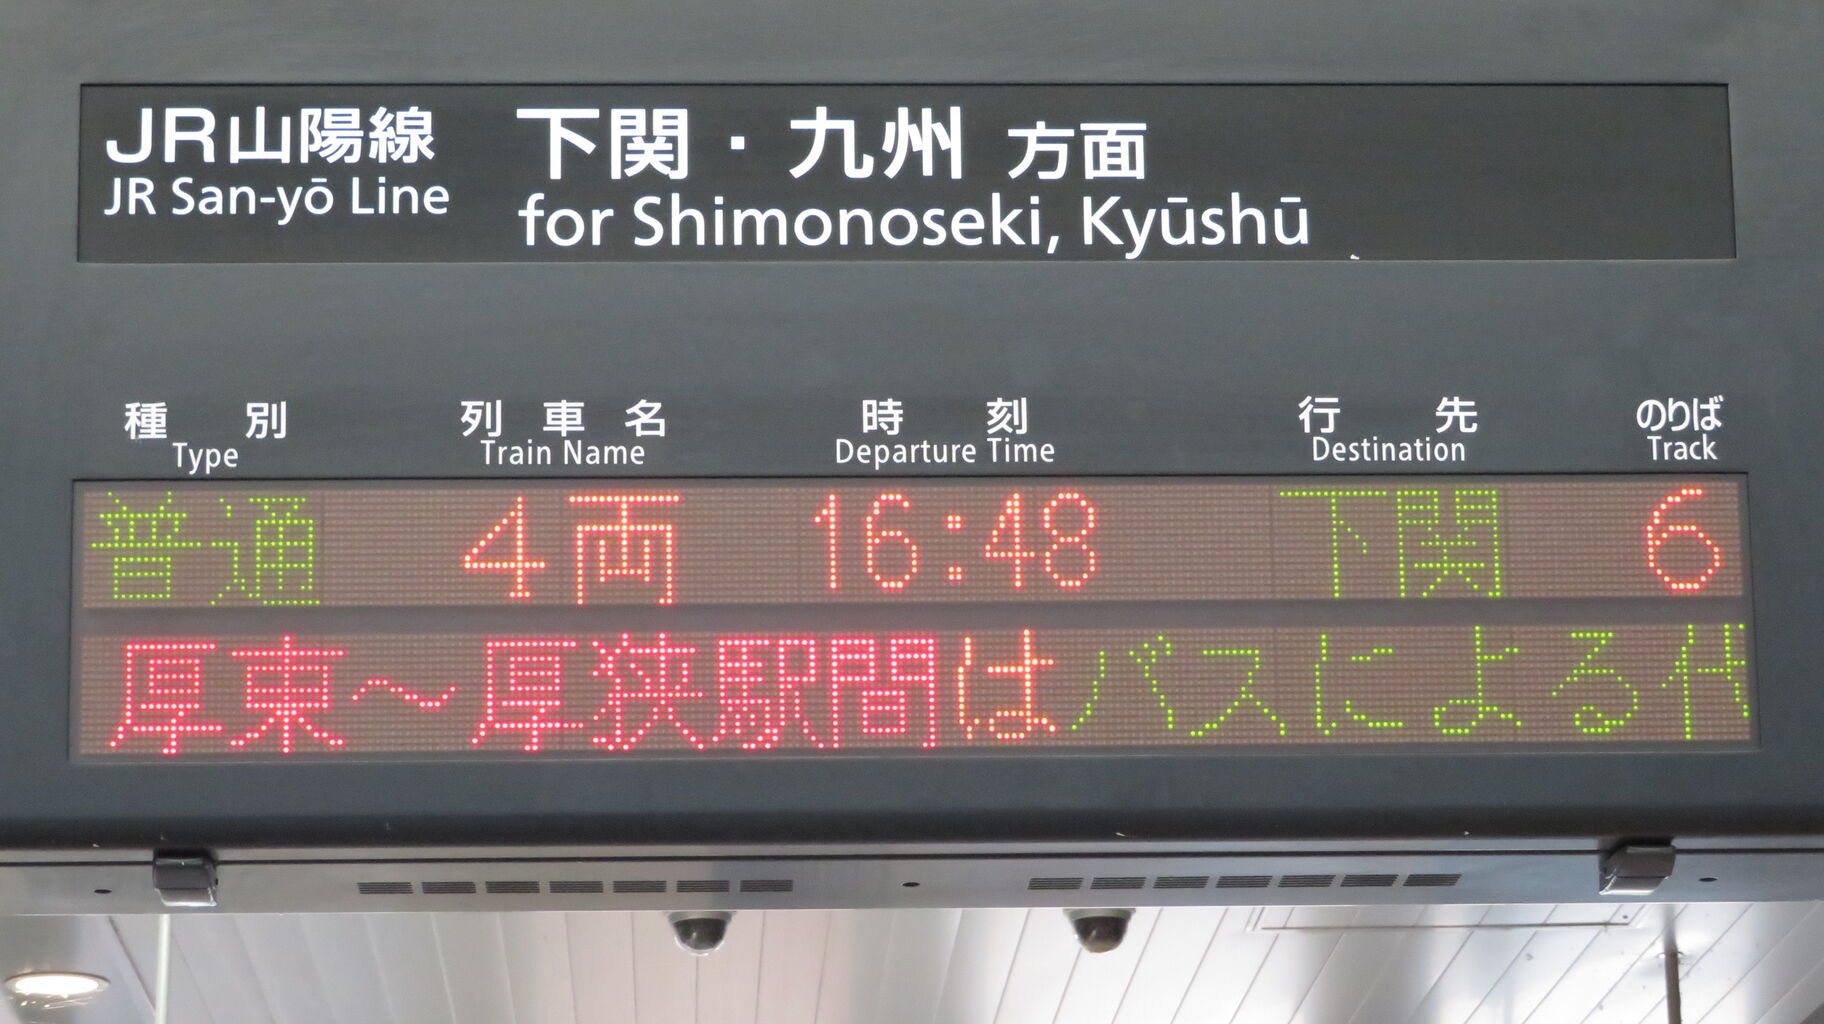 JR山陽線 下関・九州 方面
JR San-yō Line for Shimonoseki, Kyūshū
種別 列車名 時刻 行先 のりば
Type Train Name Departure Time Destination Track
普通 4両 16:48 下関 6
厚東～厚狭駅間はバスによる代